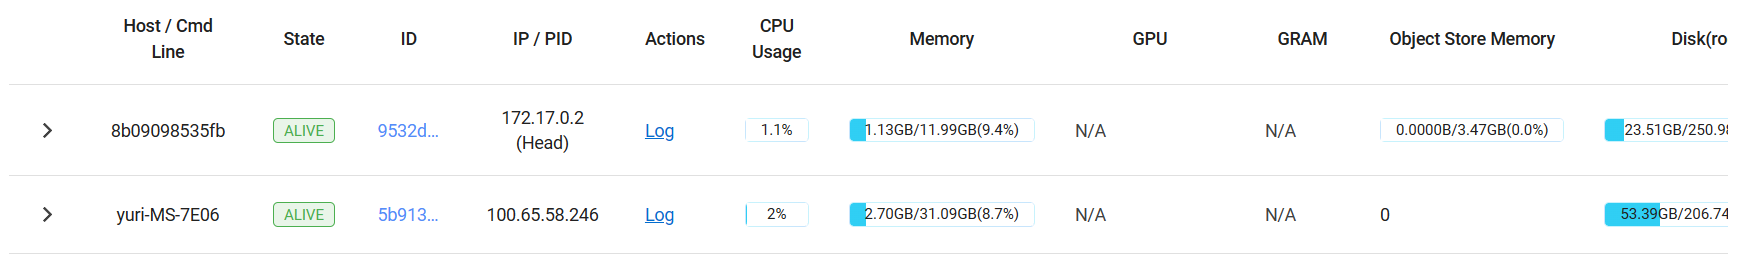 Host / Cmd Line State ID IP / PID Actions CPU Usage Memory GPU GRAM Object Store Memory Disk(ro
8b09098535fb ALIVE 9532d... 172.17.0.2 (Head) Log 1.1% 1.13GB/11.99GB(9.4%) N/A N/A 0.0000B/3.47GB(0.0%) 23.51GB/250.98
yuri-MS-7E06 ALIVE 5b913... 100.65.58.246 Log 2% 2.70GB/31.09GB(8.7%) N/A N/A 0 53.39GB/206.74